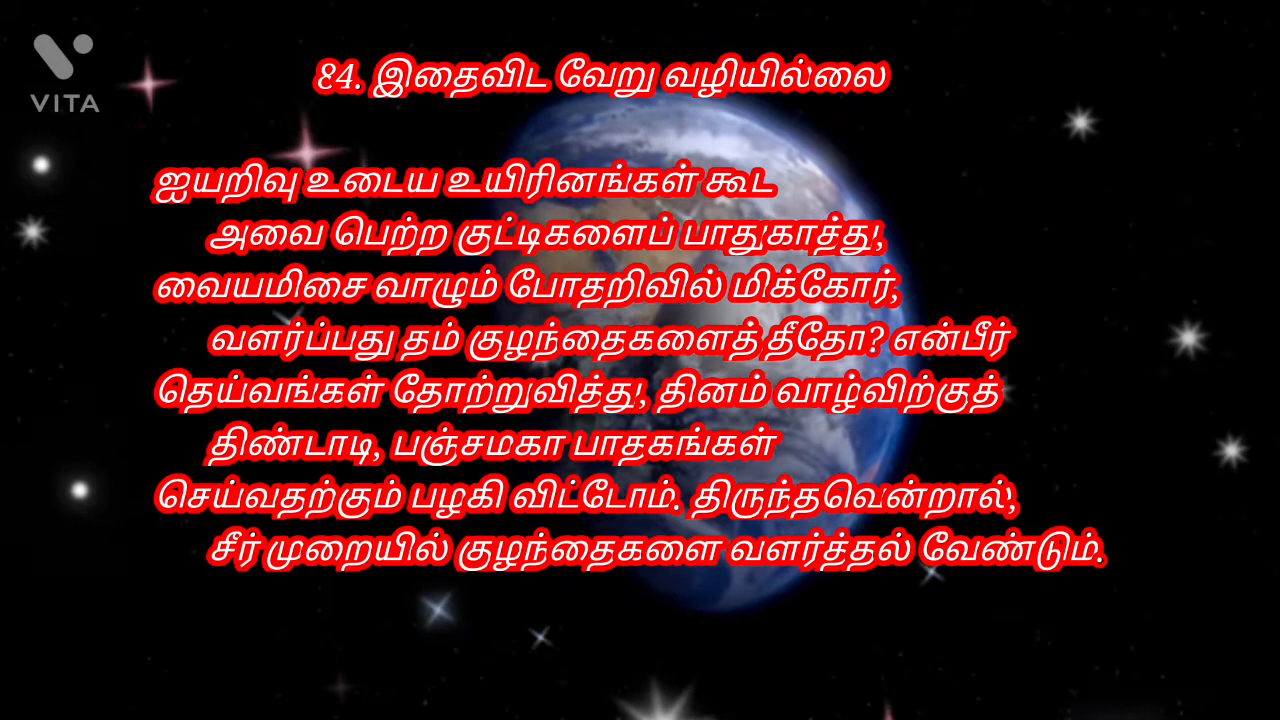 VITA
84. இதைவிட வேறு வழியில்லை
ஐயறிவு உடைய உயிரினங்கள் கூட
அவை பெற்ற குட்டிகளைப் பாதுகாத்து,
வையமிசை வாழும் போதறிவில் மிக்கோர்,
வளர்ப்பது தம் குழந்தைகளைத் தீதோ? என்பீர்
தெய்வங்கள் தோற்றுவித்து, தினம் வாழ்விற்குத்
திண்டாடி, பஞ்சமகா பாதகங்கள்
செய்வதற்கும் பழகி விட்டோம். திருந்தவென்றால்,
சீர் முறையில் குழந்தைகளை வளர்த்தல் வேண்டும்.